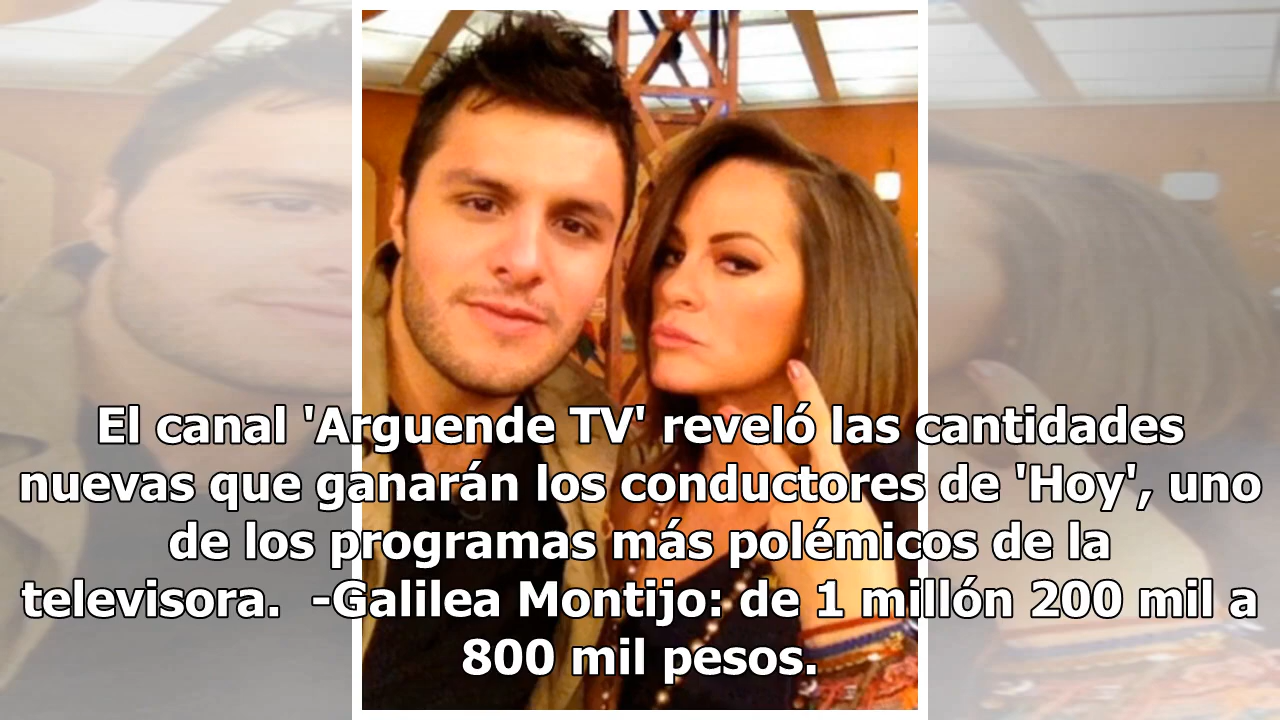 El canal 'Arguende TV' reveló las cantidades
nuevas que ganarán los conductores de 'Hoy', uno
de los programas más polémicos de la
televisora.  -Galilea Montijo: de 1 millón 200 mil a
800 mil pesos.